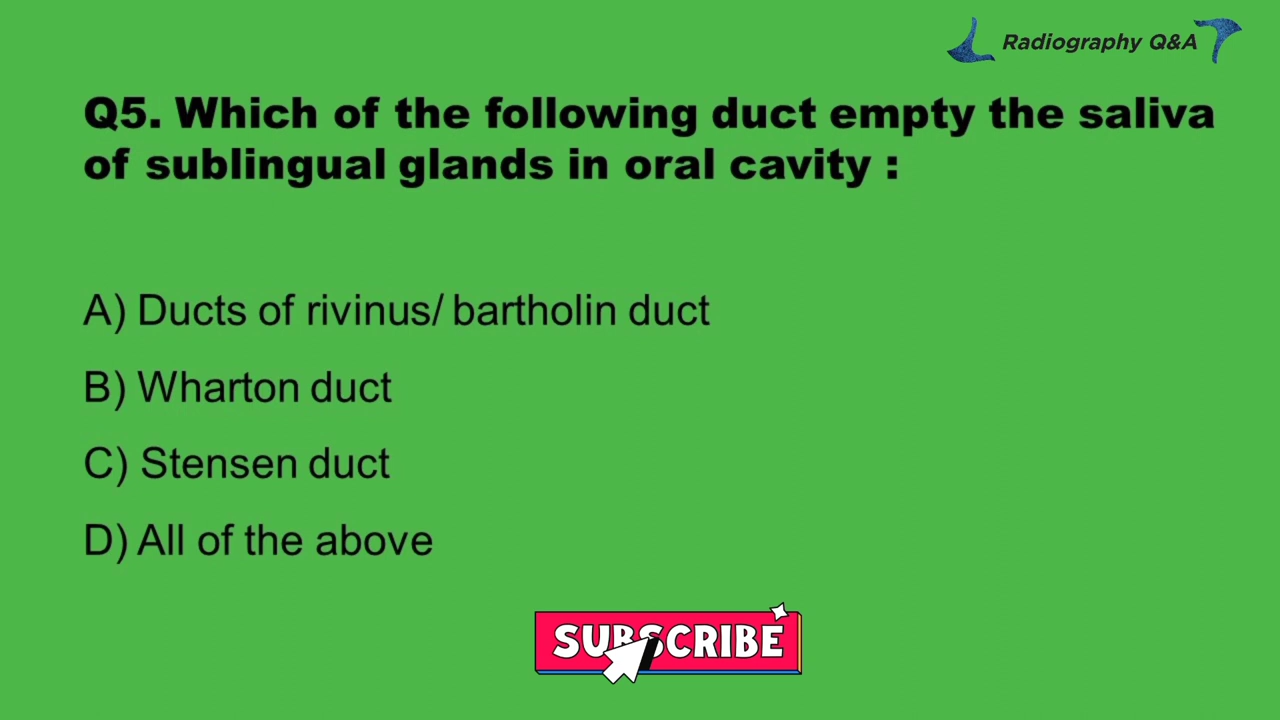 Radiography Q&A
Q5. Which of the following duct empty the saliva
of sublingual glands in oral cavity :
A) Ducts of rivinus/ bartholin duct
B) Wharton duct
C) Stensen duct
D) All of the above
SUBSCRIBE